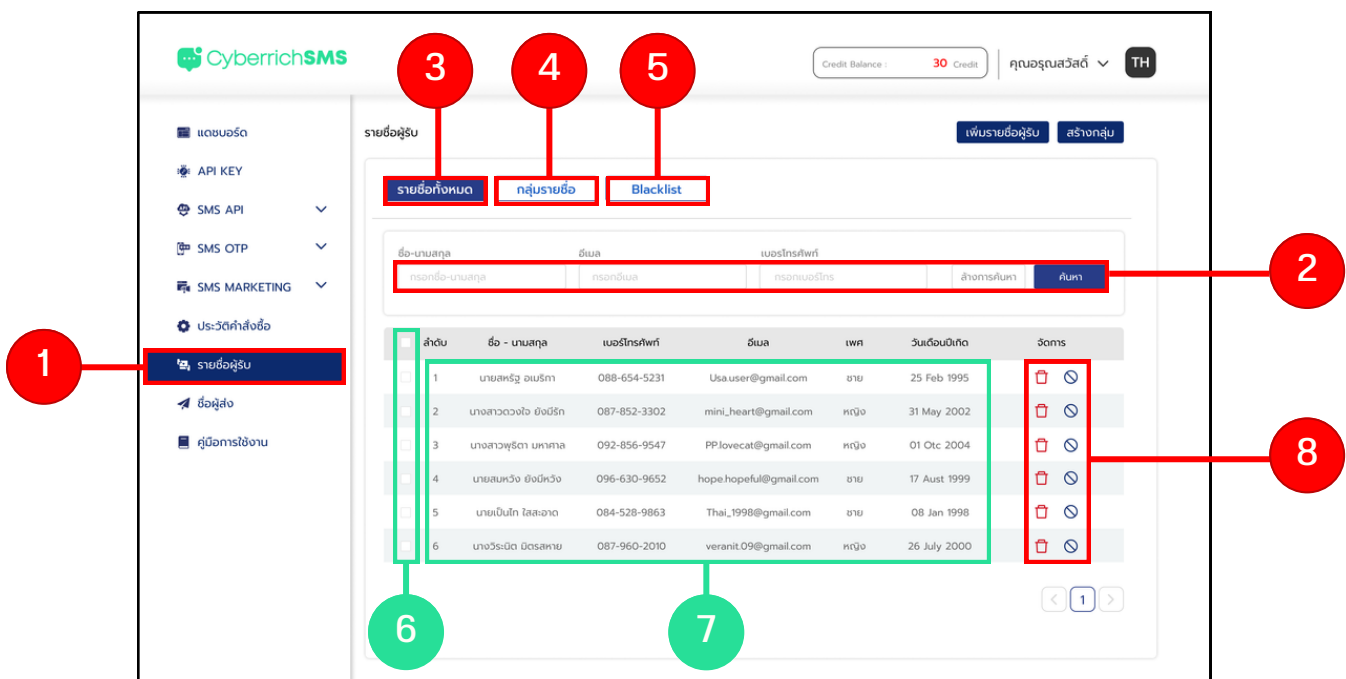 CyberrichSMS
3
4
5
Credit Balance : 30 Credit
คุณอรุณสวัสดิ์
TH
แดชบอร์ด
API KEY
SMS API
SMS OTP
SMS MARKETING
ประวัติคำสั่งซื้อ
รายชื่อผู้รับ
ชื่อผู้ส่ง
คู่มือการใช้งาน
1
รายชื่อผู้รับ
เพิ่มรายชื่อผู้รับ สร้างกลุ่ม
รายชื่อทั้งหมด กลุ่มรายชื่อ Blacklist
ชื่อ-นามสกุล อีเมล เบอร์โทรศัพท์
กรอกชื่อ-นามสกุล กรอกอีเมล กรอกเบอร์โทร ล้างการค้นหา ค้นหา
2
ลำดับ ชื่อ - นามสกุล เบอร์โทรศัพท์ อีเมล เพศ วันเดือนปีเกิด จัดการ
1 นายสหรัฐ อเมริกา 088-654-5231 Usa.user@gmail.com ชาย 25 Feb 1995
2 นางสาวดวงใจ ยังมีรัก 087-852-3302 mini_heart@gmail.com หญิง 31 May 2002
3 นางสาวพุธิตา มหาศาล 092-856-9547 PP.lovecat@gmail.com หญิง 01 Otc 2004
4 นายสมหวัง ยังมีหวัง 096-630-9652 hope.hopeful@gmail.com ชาย 17 Aust 1999
5 นายเป็นไท ใสสะอาด 084-528-9863 Thai_1998@gmail.com ชาย 08 Jan 1998
6 นางวิระนิต มิตรสหาย 087-960-2010 veranit.09@gmail.com หญิง 26 July 2000
8
1
6
7